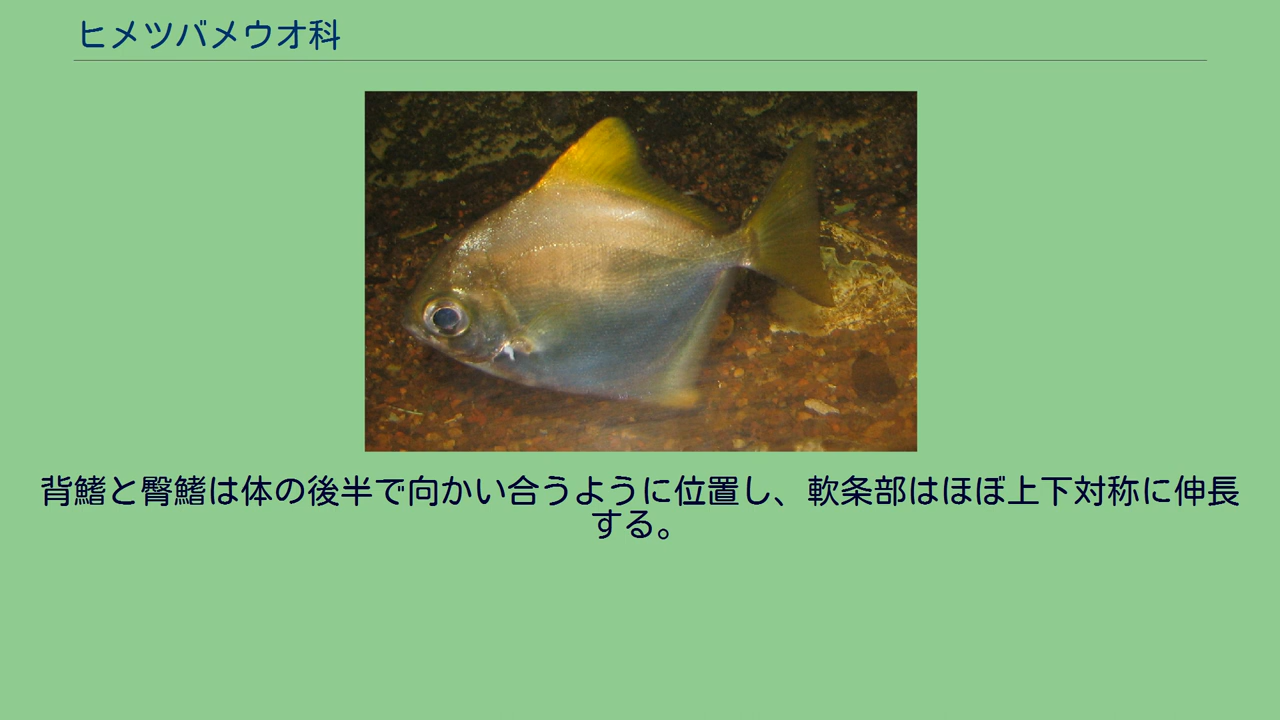 ヒメツバメウオ科
背鰭と臀鰭は体の後半で向かい合うように位置し、軟条部はほぼ上下対称に伸長
する。